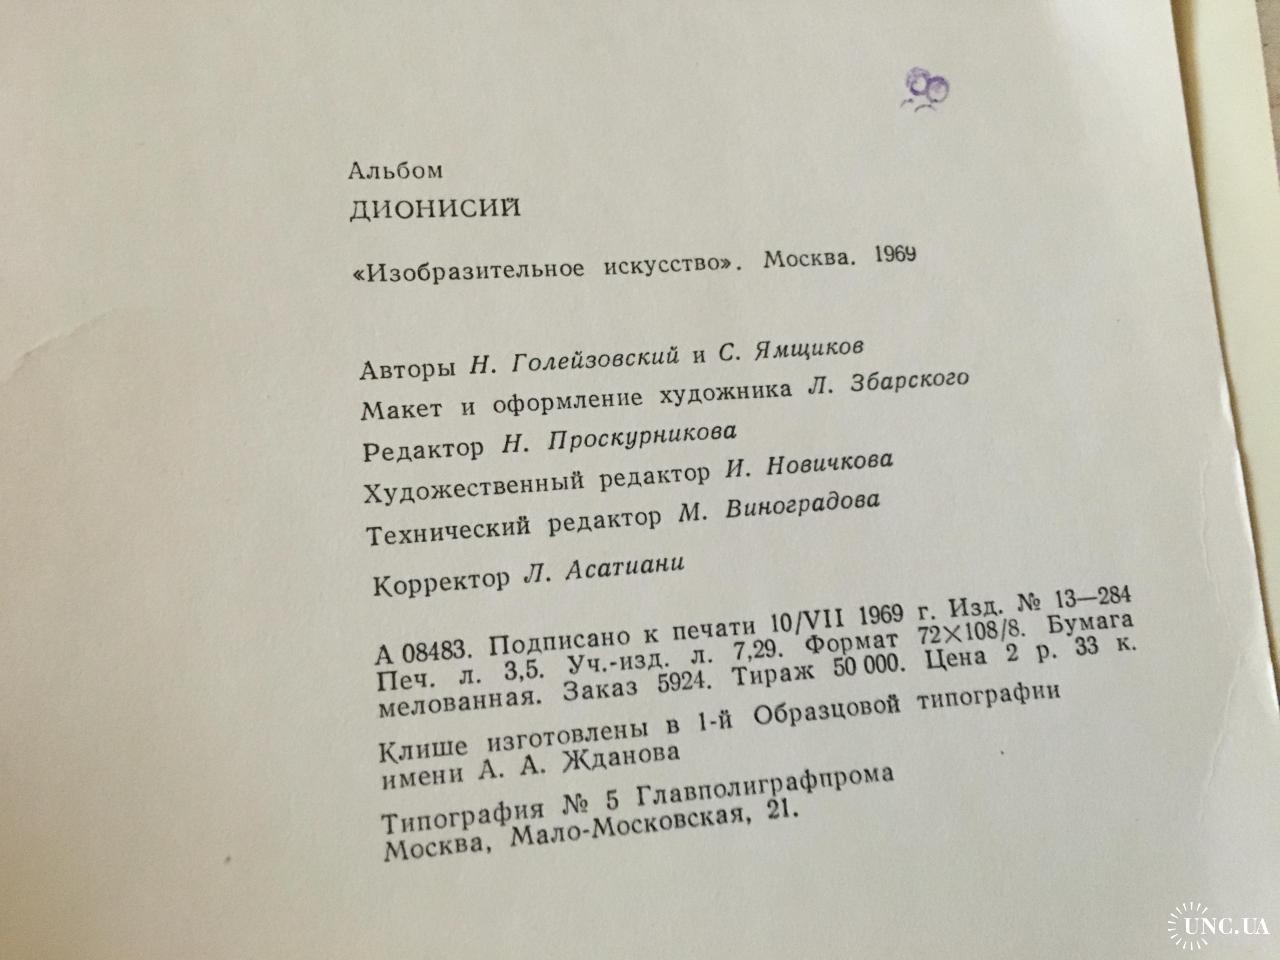 Альбом
ДИОНИСИЙ
«Изобразительное искусство». Москва. 1969
Авторы Н. Голейзовский и С. Ямщиков
Макет и оформление художника Л. Збарского
Редактор Н. Проскурникова
Художественный редактор И. Новичкова
Технический редактор М. Виноградова
Корректор Л. Асатиани
А 08483. Подписано к печати 10/VII 1969 г. Изд. № 13—284
Печ. л. 3,5. Уч.-изд. л. 7,29. Формат 72×108/8. Бумага
мелованная. Заказ 5924. Тираж 50 000. Цена 2 р. 33 к.
Клише изготовлены в 1-й Образцовой типографии
имени А. А. Жданова
Типография № 5 Главполиграфпрома
Москва, Мало-Московская, 21.
UNC.UA